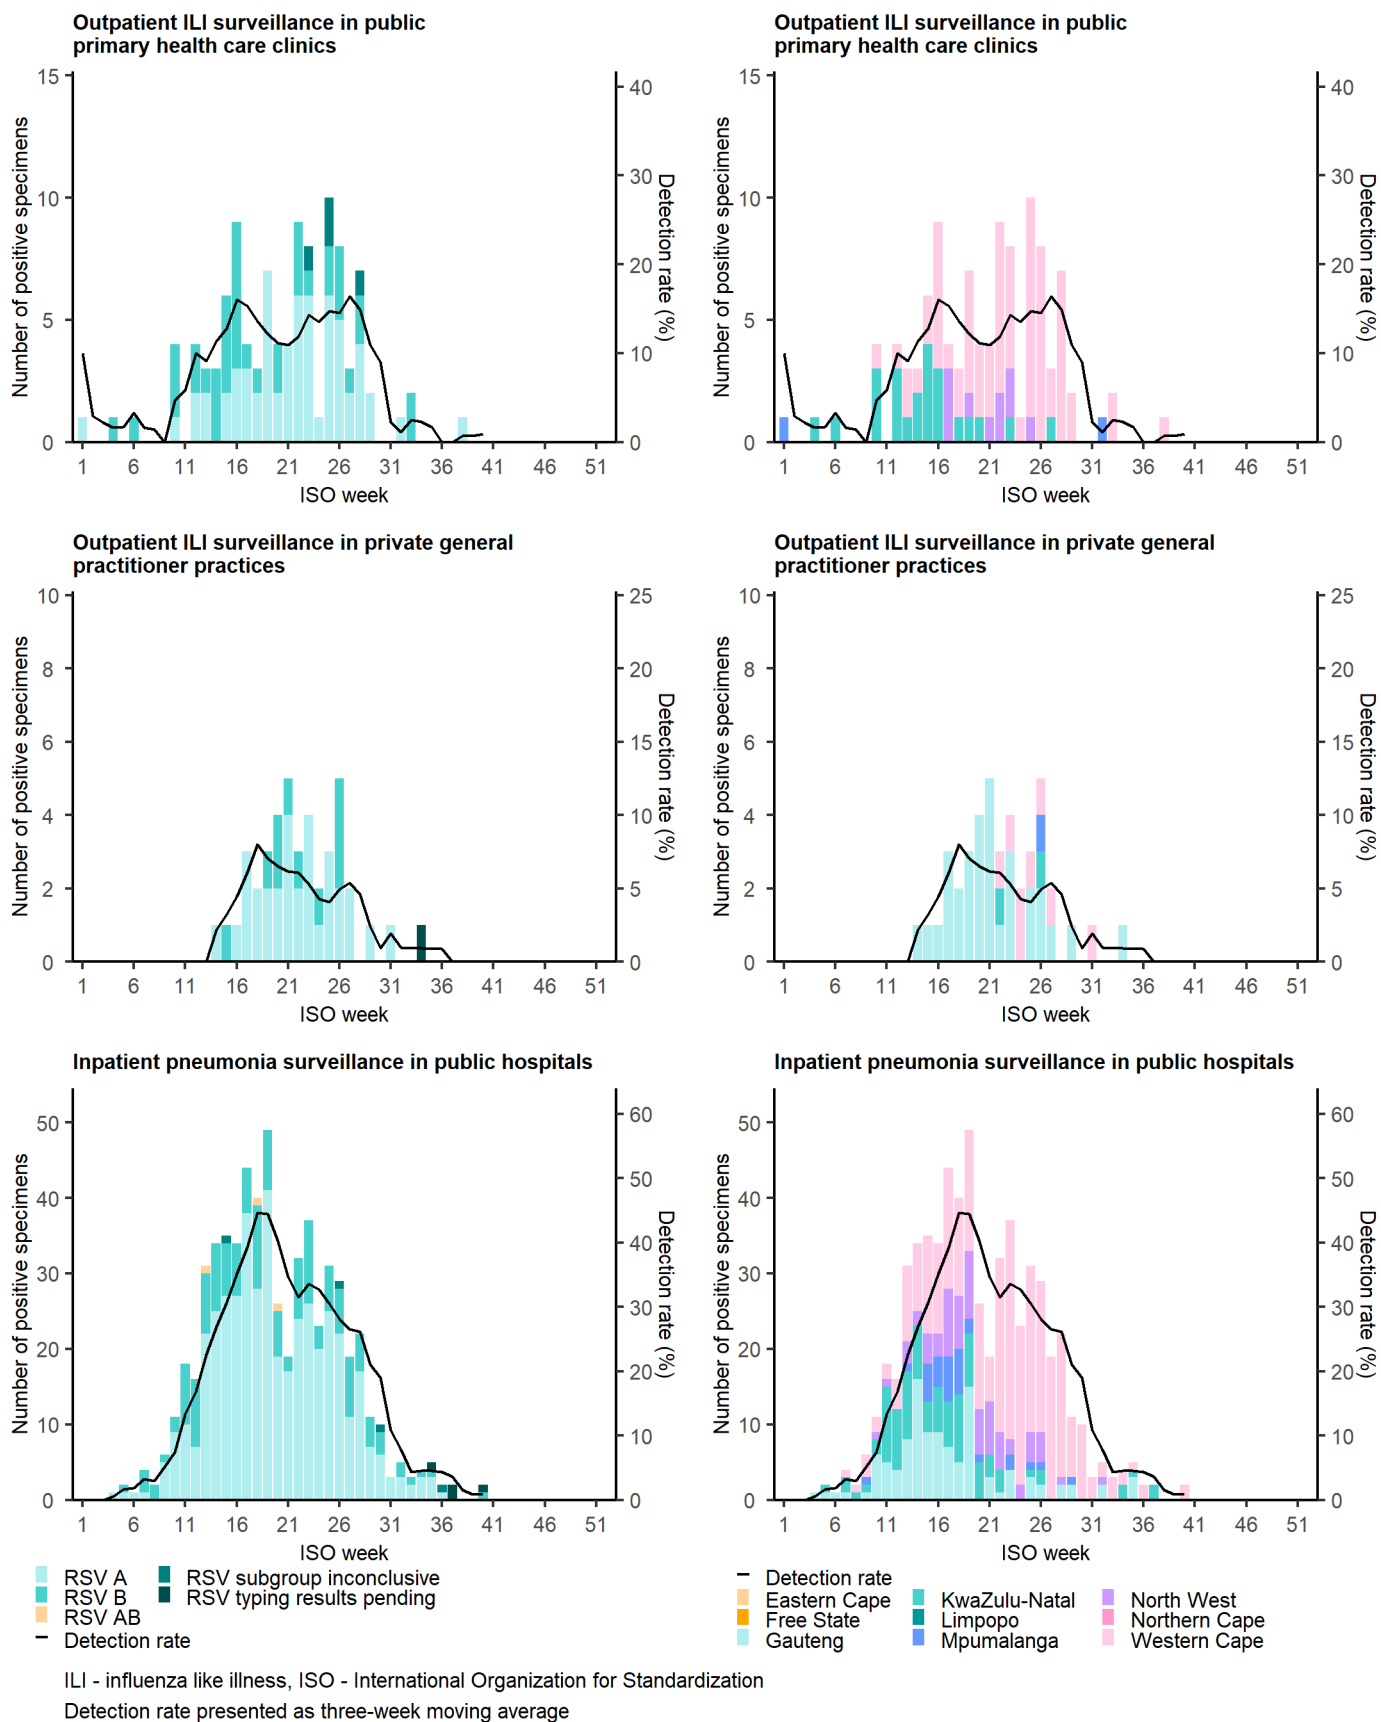 Outpatient ILI surveillance in public
primary health care clinics
15
10
5
0
40
30
20
10
0
Number of positive specimens
Detection rate (%)
1 6 11 16 21 26 31 36 41 46 51
ISO week
Outpatient ILI surveillance in public
primary health care clinics
15
10
5
0
40
30
20
10
0
Number of positive specimens
Detection rate (%)
1 6 11 16 21 26 31 36 41 46 51
ISO week
Outpatient ILI surveillance in private general
practitioner practices
10
8
6
4
2
0
25
20
15
10
5
0
Number of positive specimens
Detection rate (%)
1 6 11 16 21 26 31 36 41 46 51
ISO week
Outpatient ILI surveillance in private general
practitioner practices
10
8
6
4
2
0
25
20
15
10
5
0
Number of positive specimens
Detection rate (%)
1 6 11 16 21 26 31 36 41 46 51
ISO week
Inpatient pneumonia surveillance in public hospitals
50
40
30
20
10
0
60
50
40
30
20
10
0
Number of positive specimens
Detection rate (%)
1 6 11 16 21 26 31 36 41 46 51
ISO week
RSV A
RSV B
RSV AB
Detection rate
RSV subgroup inconclusive
RSV typing results pending
Inpatient pneumonia surveillance in public hospitals
50
40
30
20
10
0
60
50
40
30
20
10
0
Number of positive specimens
Detection rate (%)
1 6 11 16 21 26 31 36 41 46 51
ISO week
Detection rate
Eastern Cape
Free State
Gauteng
KwaZulu-Natal
Limpopo
Mpumalanga
North West
Northern Cape
Western Cape
ILI - influenza like illness, ISO - International Organization for Standardization
Detection rate presented as three-week moving average